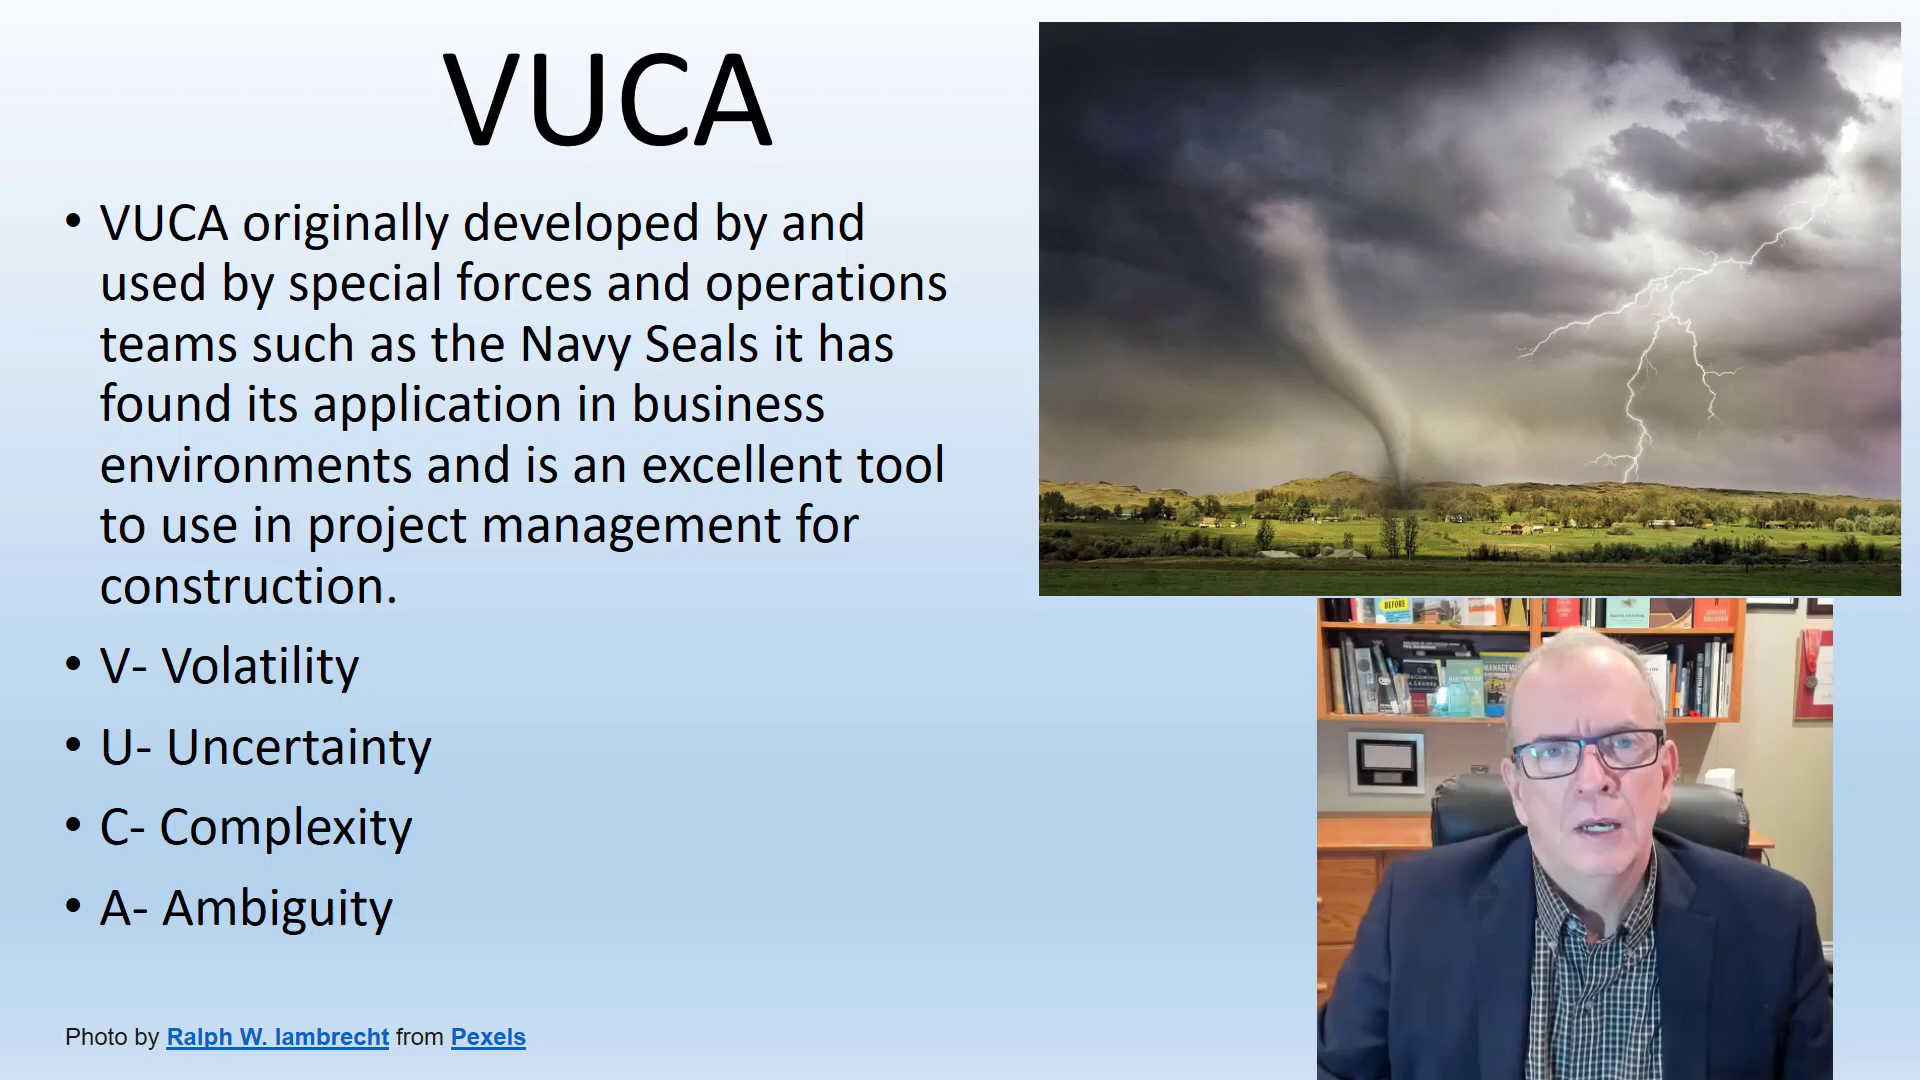 VUCA
• VUCA originally developed by and
used by special forces and operations
teams such as the Navy Seals it has
found its application in business
environments and is an excellent tool
to use in project management for
construction.
• V- Volatility
• U- Uncertainty
• C- Complexity
• A- Ambiguity
Photo by Ralph W. lambrecht from Pexels
BEFORE
MANAGEMENT